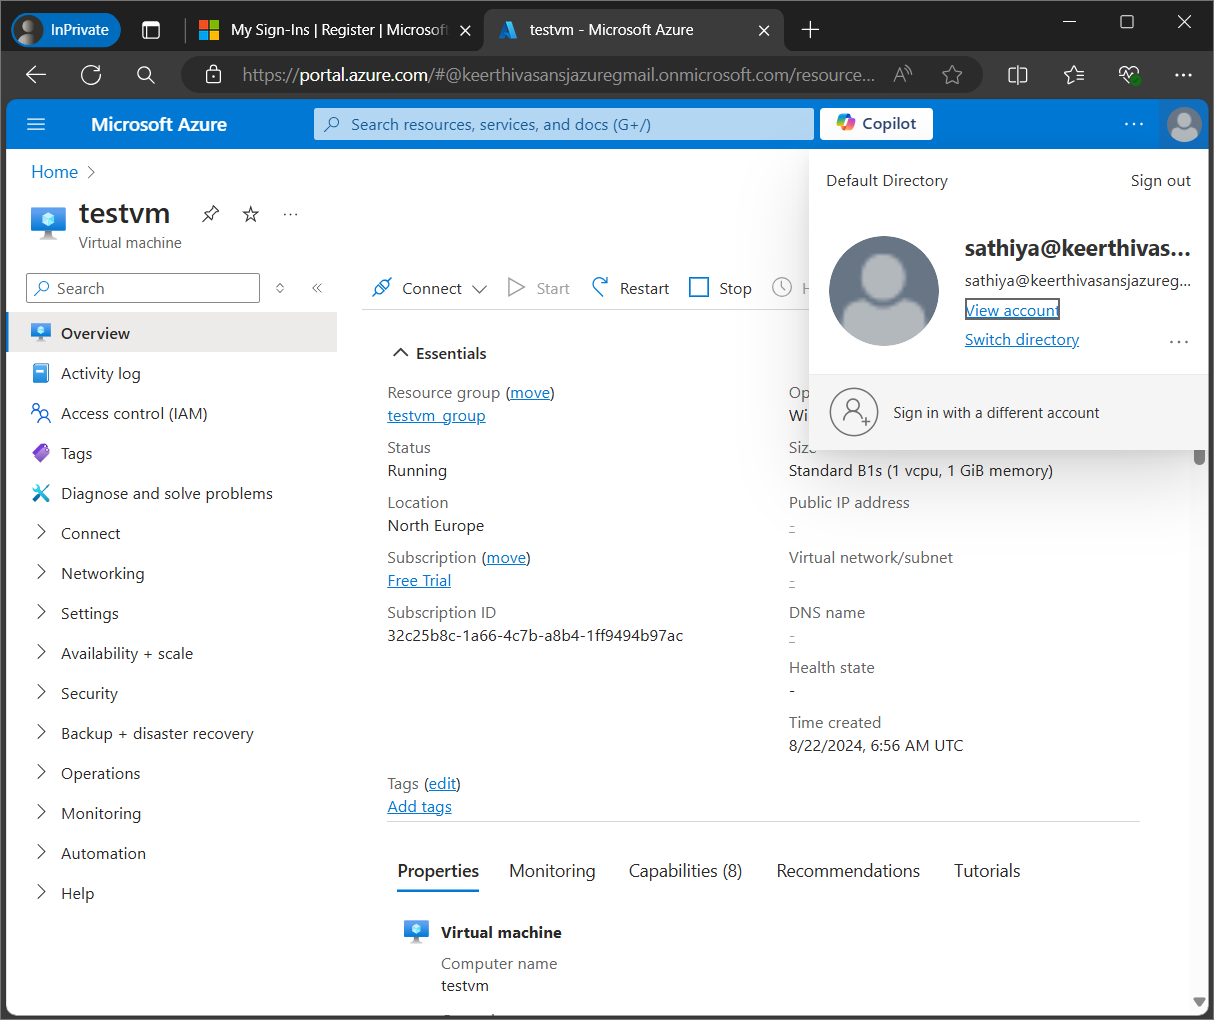 InPrivate
My Sign-Ins | Register | Microsoft
testvm - Microsoft Azure
https://portal.azure.com/#@keerthivasansjazuregmail.onmicrosoft.com/resource...
Microsoft Azure
Search resources, services, and docs (G+/)
Copilot
Home
Default Directory
Sign out
testvm
Virtual machine
sathiya@keerthivas...
sathiya@keerthivasansjazureg...
View account
Switch directory
Sign in with a different account
Search
Connect
Start
Restart
Stop
H
Overview
Activity log
Access control (IAM)
Tags
Diagnose and solve problems
Connect
Networking
Settings
Availability + scale
Security
Backup + disaster recovery
Operations
Monitoring
Automation
Help
Essentials
Resource group (move)
testvm_group
Status
Running
Location
North Europe
Subscription (move)
Free Trial
Subscription ID
32c25b8c-1a66-4c7b-a8b4-1ff9494b97ac
Op
Wi
Size
Standard B1s (1 vcpu, 1 GiB memory)
Public IP address
-
Virtual network/subnet
-
DNS name
-
Health state
-
Time created
8/22/2024, 6:56 AM UTC
Tags (edit)
Add tags
Properties
Monitoring
Capabilities (8)
Recommendations
Tutorials
Virtual machine
Computer name
testvm